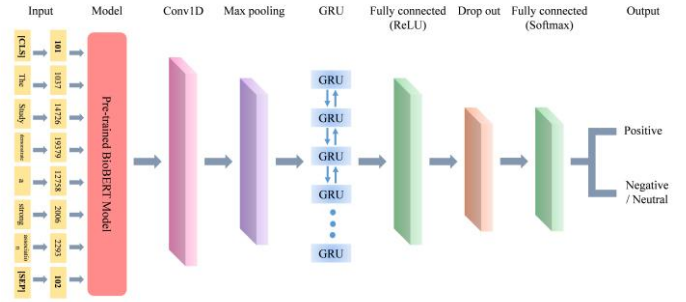 Input
Model
Conv1D
Max pooling
GRU
Fully connected
(ReLU)
Drop out
Fully connected
(Softmax)
Output
[CLS]
101
The
1037
Study
14726
19379
a
12758
strong
2006
associatio
n
2293
[SEP]
102
Pre-trained BioBERT Model
GRU
GRU
GRU
GRU
GRU
Positive
Negative
/ Neutral